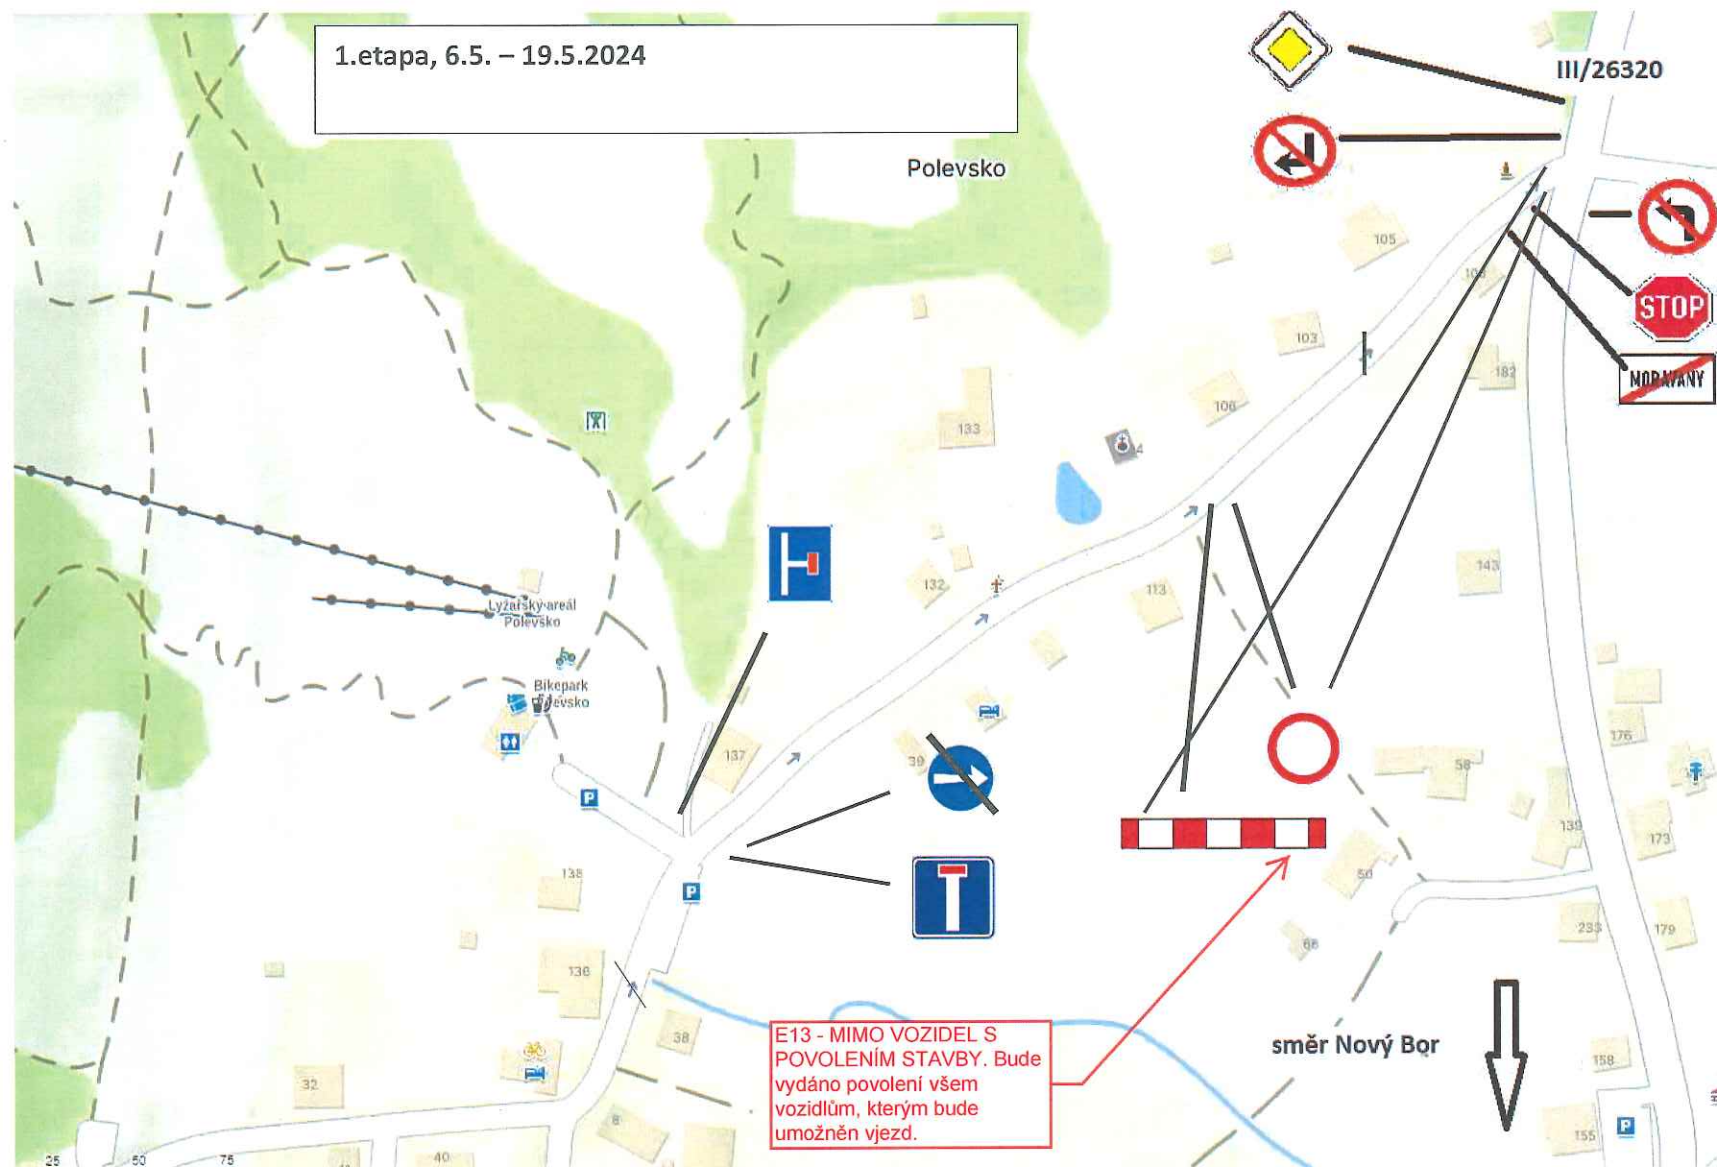 1.etapa, 6.5. – 19.5.2024
III/26320
Polevsko
105
103
STOP
MORAVANY
182
106
133
132
113
143
Lyžařský areál
Polevsko
Bikepark
137
39
176
58
139
173
50
138
P
P
233
179
66
136
38
E13 - MIMO VOZIDEL S
POVOLENÍM STAVBY. Bude
vydáno povolení všem
vozidlům, kterým bude
umožněn vjezd.
směr Nový Bor
158
32
8
155
P
25
50
75
40